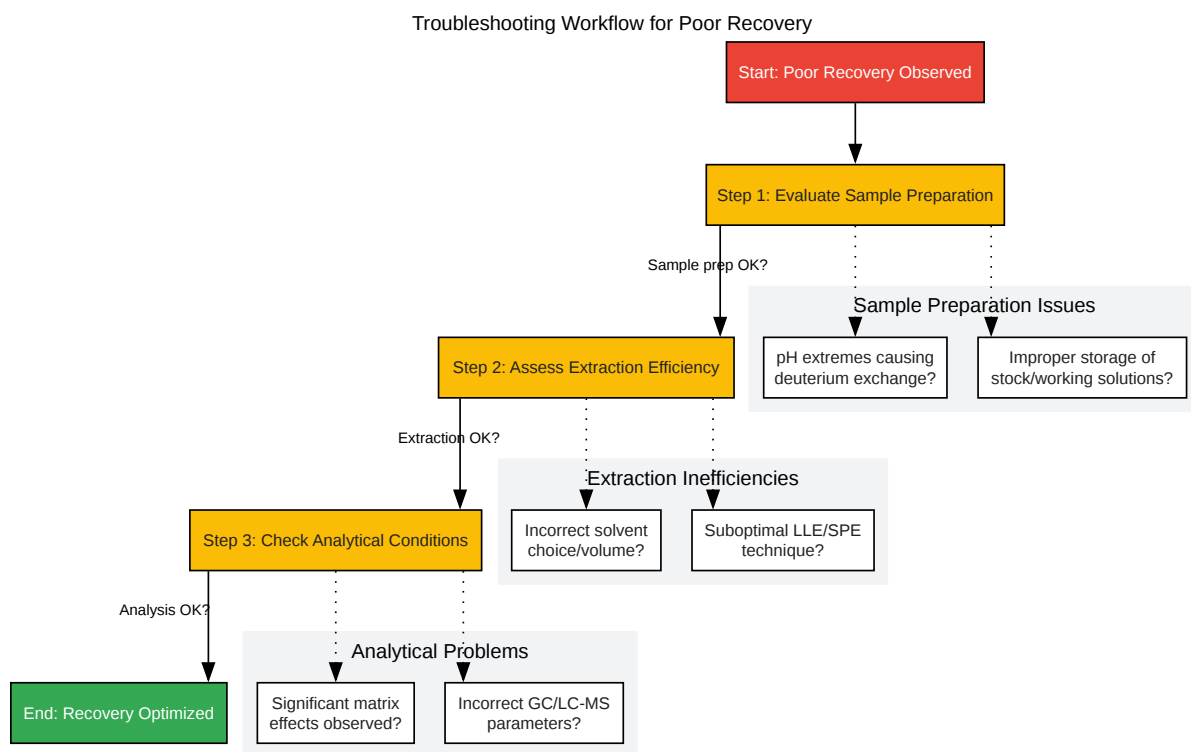 Troubleshooting Workflow for Poor Recovery
Start: Poor Recovery Observed
Step 1: Evaluate Sample Preparation
Sample prep OK?
Sample Preparation Issues
pH extremes causing
deuterium exchange?
Improper storage of
stock/working solutions?
Step 2: Assess Extraction Efficiency
Extraction OK?
Extraction Inefficiencies
Incorrect solvent
choice/volume?
Suboptimal LLE/SPE
technique?
Step 3: Check Analytical Conditions
Analysis OK?
Analytical Problems
Significant matrix
effects observed?
Incorrect GC/LC-MS
parameters?
End: Recovery Optimized